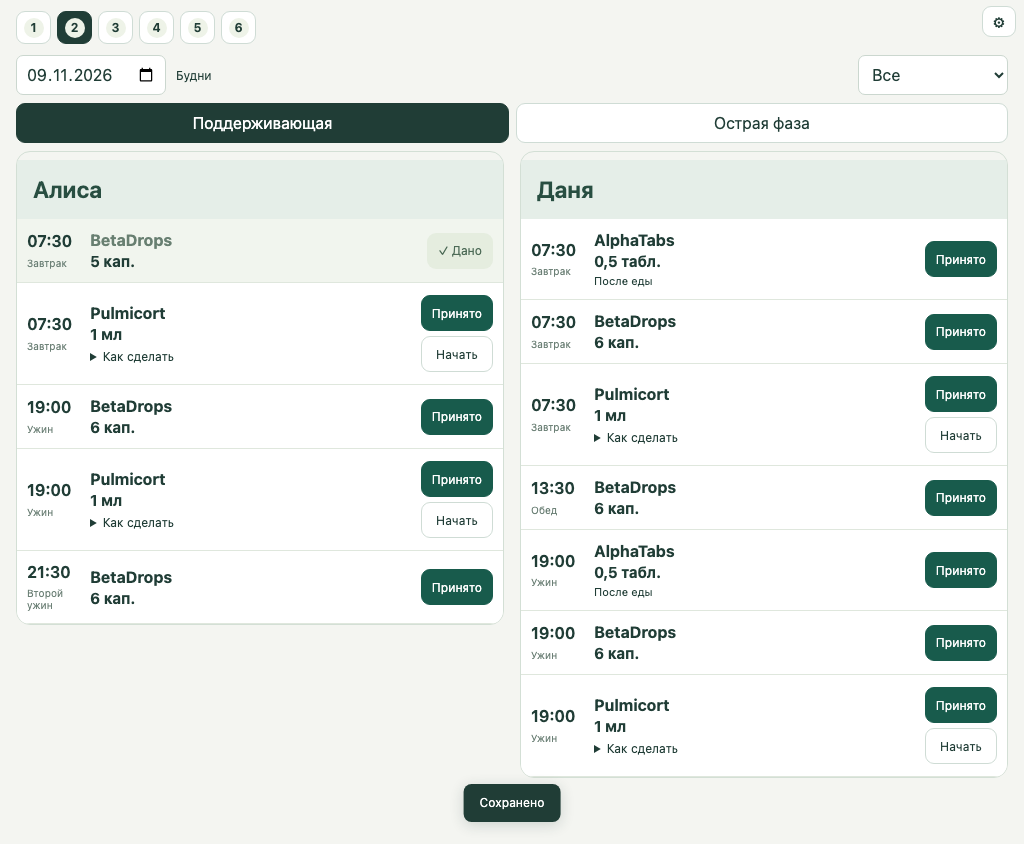 1 2 3 4 5 6
09.11.2026 Будни Все
Поддерживающая Острая фаза
Алиса
07:30 BetaDrops
Завтрак 5 кап.
✓ Дано
07:30 Pulmicort
Завтрак 1 мл
Как сделать
Принято
Начать
19:00 BetaDrops
Ужин 6 кап.
Принято
19:00 Pulmicort
Ужин 1 мл
Как сделать
Принято
Начать
21:30 BetaDrops
Второй ужин 6 кап.
Принято
Даня
07:30 AlphaTabs
Завтрак 0,5 табл.
После еды
Принято
07:30 BetaDrops
Завтрак 6 кап.
Принято
07:30 Pulmicort
Завтрак 1 мл
Как сделать
Принято
Начать
13:30 BetaDrops
Обед 6 кап.
Принято
19:00 AlphaTabs
Ужин 0,5 табл.
После еды
Принято
19:00 BetaDrops
Ужин 6 кап.
Принято
19:00 Pulmicort
Ужин 1 мл
Как сделать
Принято
Начать
Сохранено